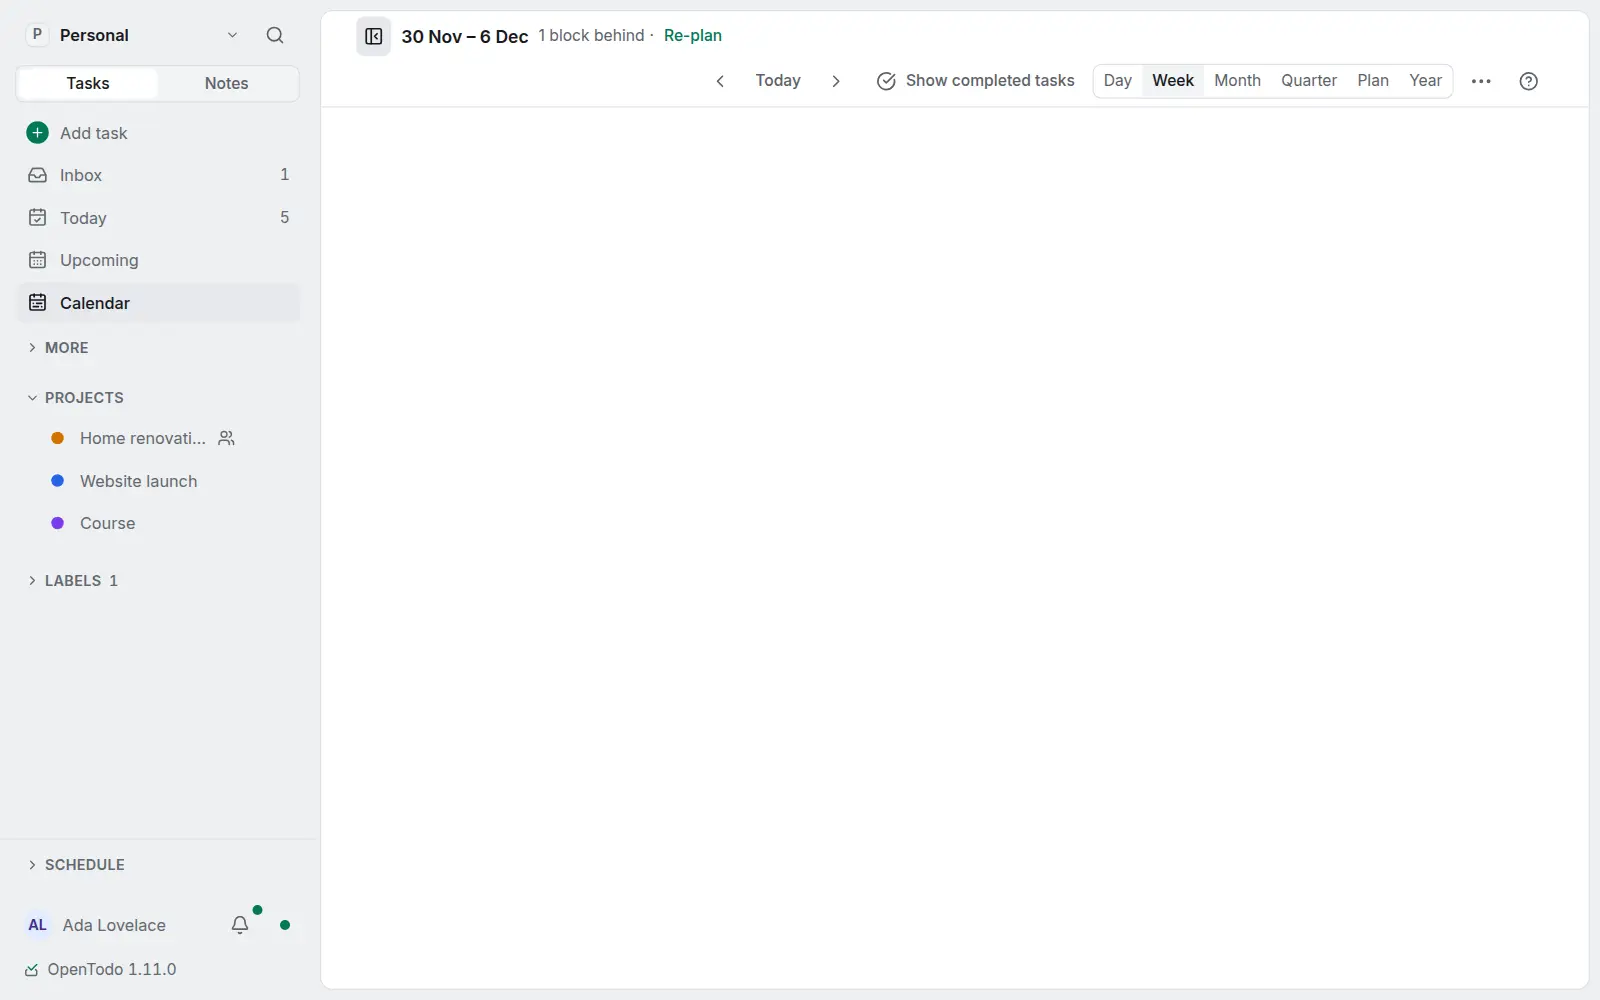 P Personal
Tasks Notes
Add task
Inbox 1
Today 5
Upcoming
Calendar
MORE
PROJECTS
Home renovati...
Website launch
Course
LABELS 1
SCHEDULE
AL Ada Lovelace
OpenTodo 1.11.0
30 Nov – 6 Dec 1 block behind · Re-plan
Today Show completed tasks Day Week Month Quarter Plan Year